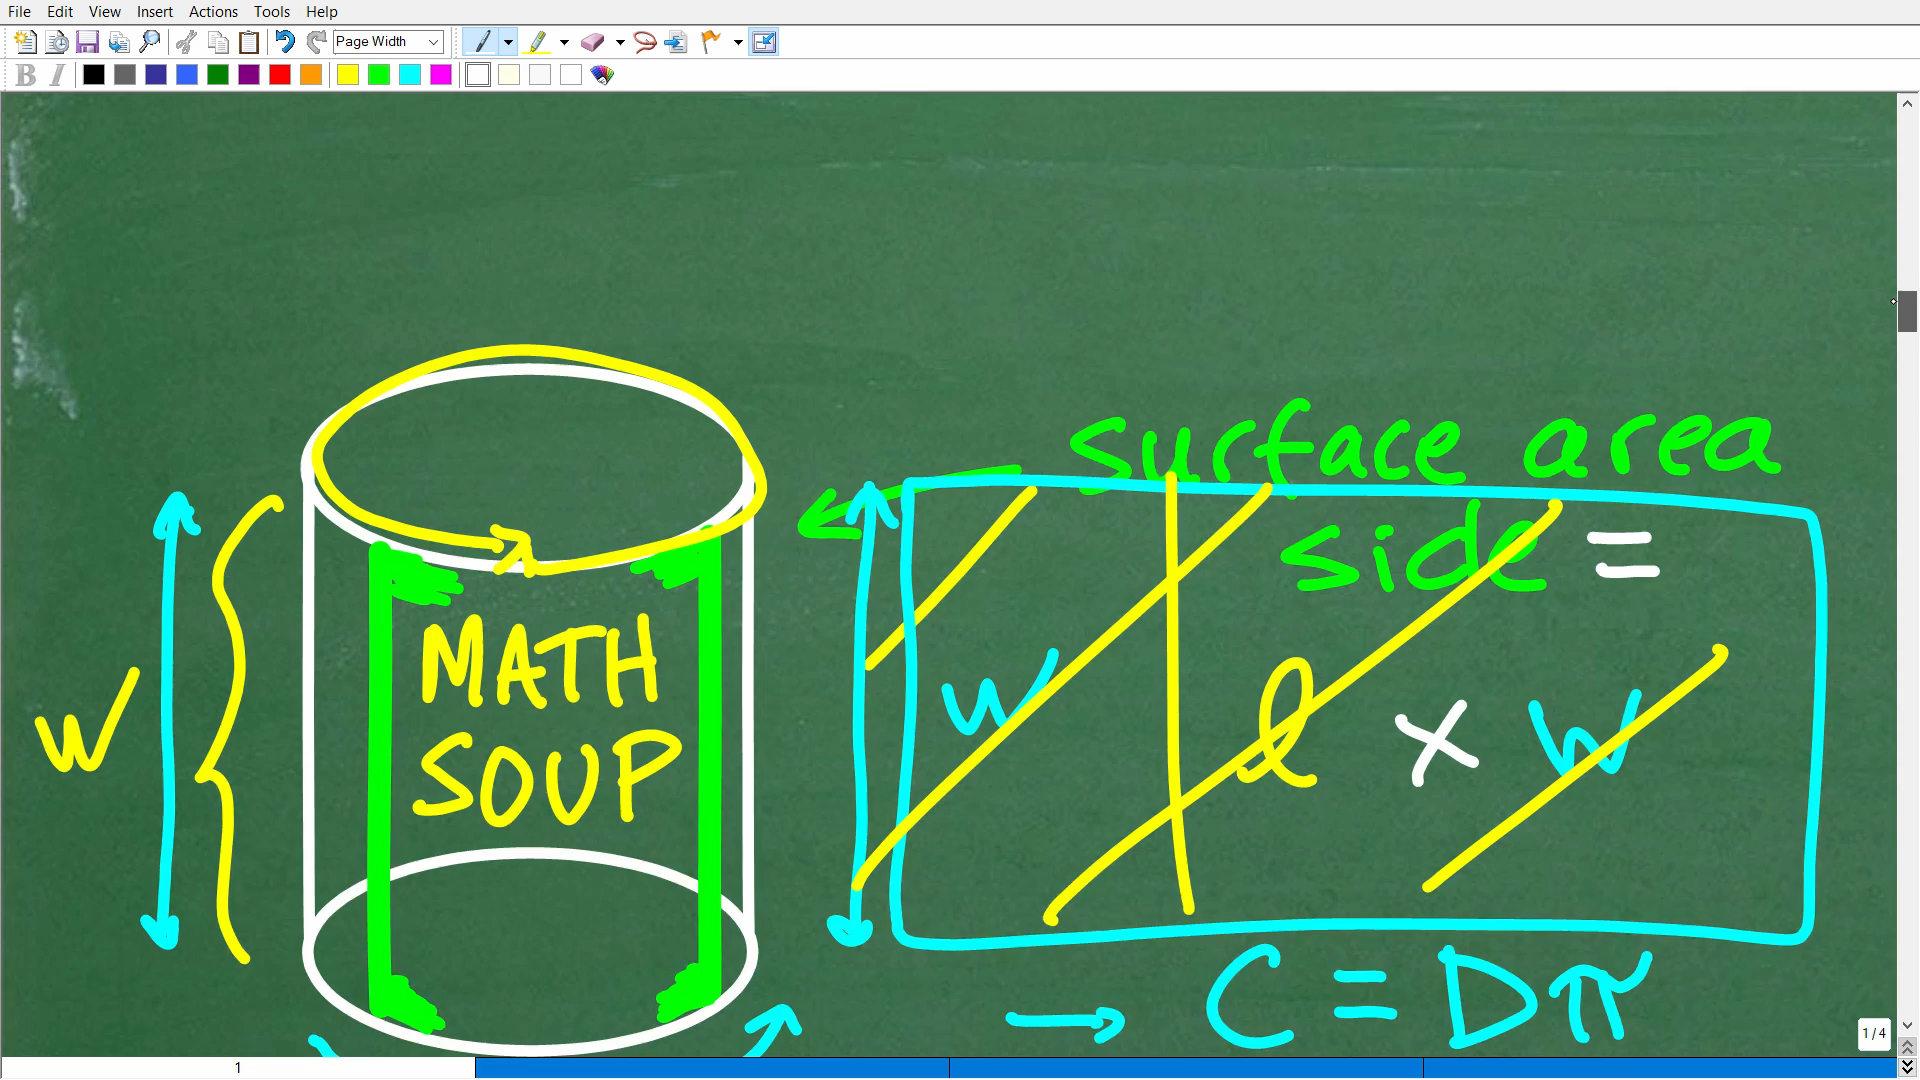 File Edit View Insert Actions Tools Help
Page Width
B I
surface area
side =
W
MATH
SOUP
w l × w
→ C = Dπ
1 / 4
1